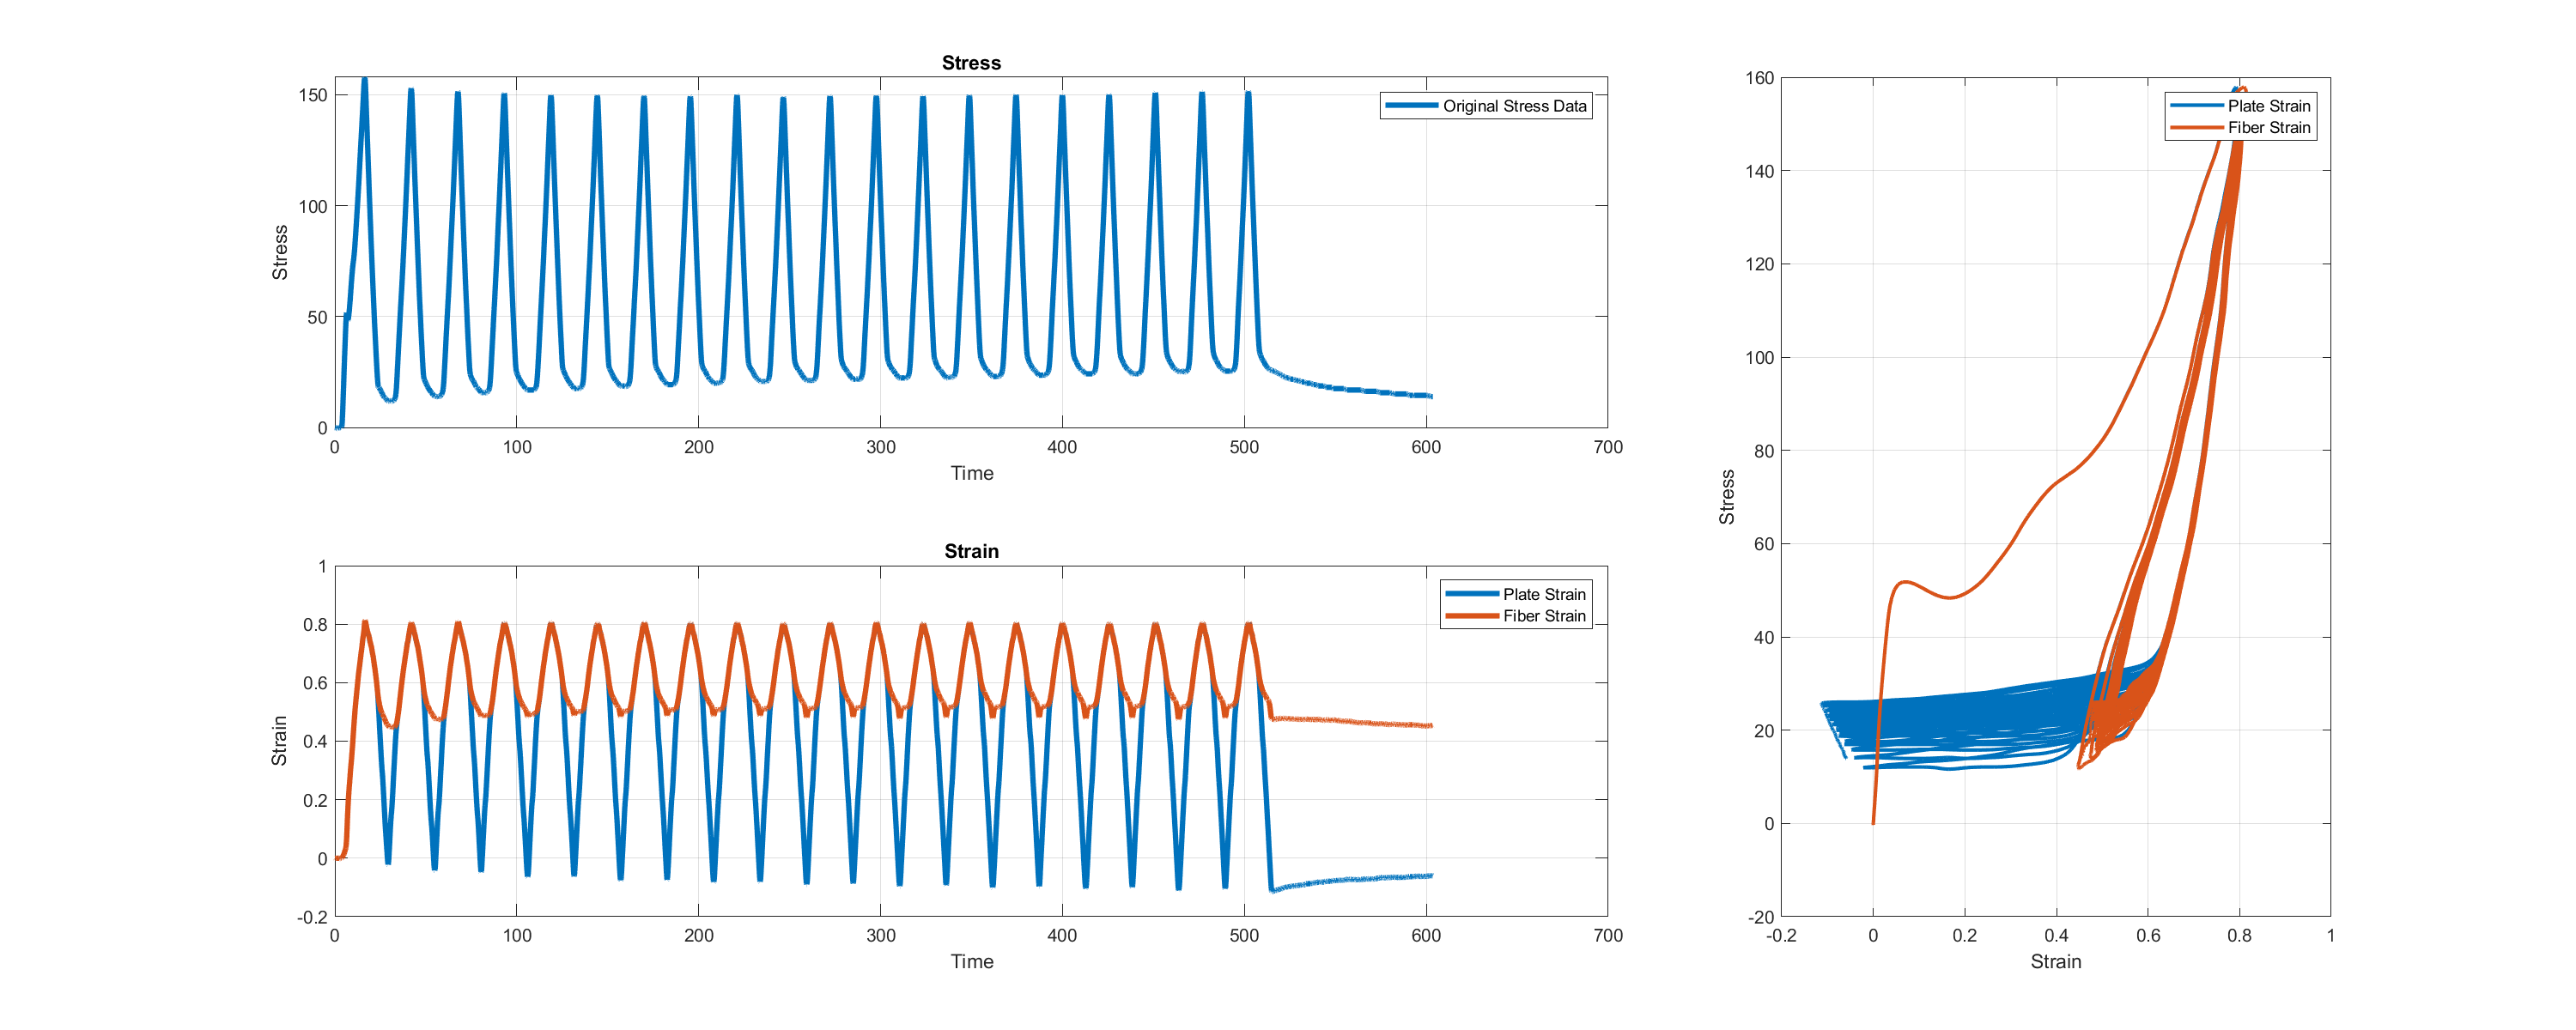 Stress
Original Stress Data
150
100
50
0
Stress
0 100 200 300 400 500 600 700
Time
Strain
Plate Strain
Fiber Strain
1
0.8
0.6
0.4
0.2
0
-0.2
Strain
0 100 200 300 400 500 600 700
Time
Plate Strain
Fiber Strain
160
140
120
100
80
60
40
20
0
-20
Stress
-0.2 0 0.2 0.4 0.6 0.8 1
Strain